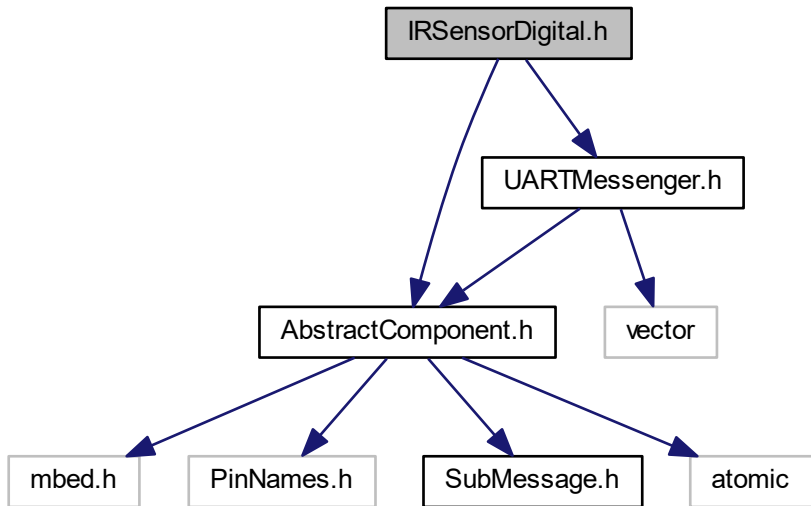 IRSensorDigital.h
UARTMessenger.h
AbstractComponent.h
vector
mbed.h
PinNames.h
SubMessage.h
atomic